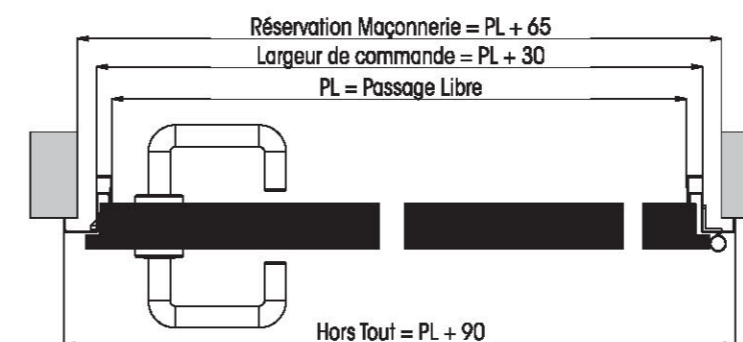 Réservation Maçonnerie = PL + 65
Largeur de commande = PL + 30
PL = Passage Libre
Hors Tout = PL + 90